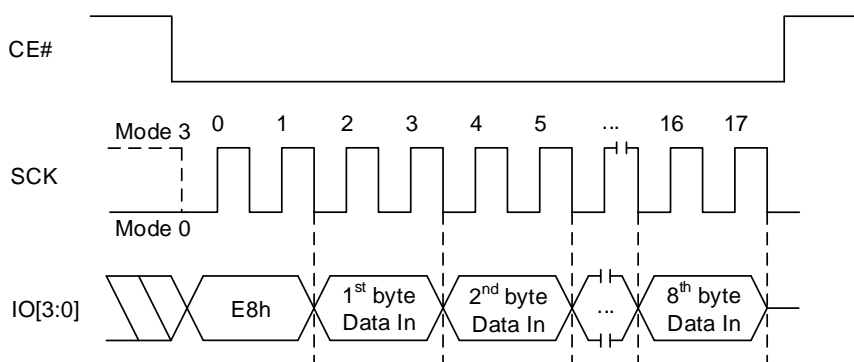 CE#
0 1 2 3 4 5 ... 16 17
Mode 3
SCK
Mode 0
IO[3:0]
E8h
1st byte
Data In
2nd byte
Data In
...
8th byte
Data In